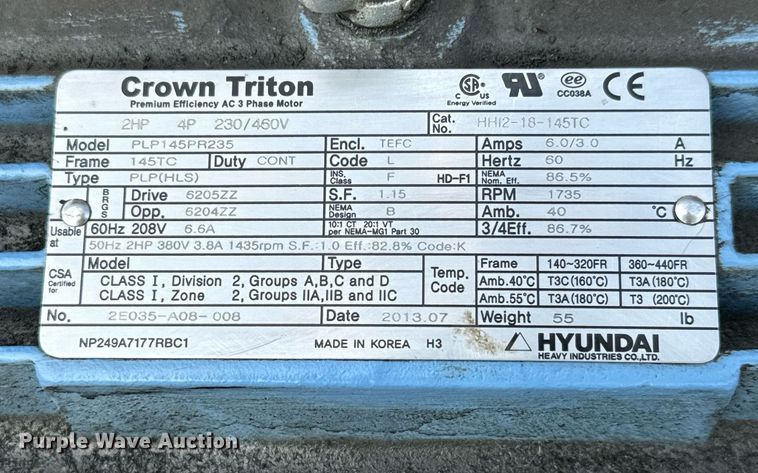 Crown Triton
Premium Efficiency AC 3 Phase Motor
CSA C US Energy Verified
RU US
ee CC038A
CE
2HP 4P 230/460V Cat. No. HHI2-18-145TC
Model PLP145PR235 Encl. TEFC Amps 6.0/3.0 A
Frame 145TC Duty CONT Code L Hertz 60 Hz
Type PLP(HLS) INS. Class F HD-F1 NEMA Nom. Eff. 86.5%
BRGS Drive 6205ZZ S.F. 1.15 RPM 1735
Opp. 6204ZZ NEMA Design B Amb. 40 °C
Usable at 60Hz 208V 6.6A 10:1 CT 20:1 VT per NEMA-MG1 Part 30 3/4Eff. 86.7%
50Hz 2HP 380V 3.8A 1435rpm S.F.:1.0 Eff.:82.8% Code:K
CSA Certified for Model Type Temp. Code Frame 140~320FR 360~440FR
CLASS I, Division 2, Groups A,B,C and D Amb.40°C T3C(160°C) T3A(180°C)
CLASS I, Zone 2, Groups IIA,IIB and IIC Amb.55°C T3A(180°C) T3 (200°C)
No. 2E035-A08-008 Date 2013.07 Weight 55 lb
NP249A7177RBC1 MADE IN KOREA H3 HYUNDAI
HEAVY INDUSTRIES CO.,LTD.
Purple Wave Auction